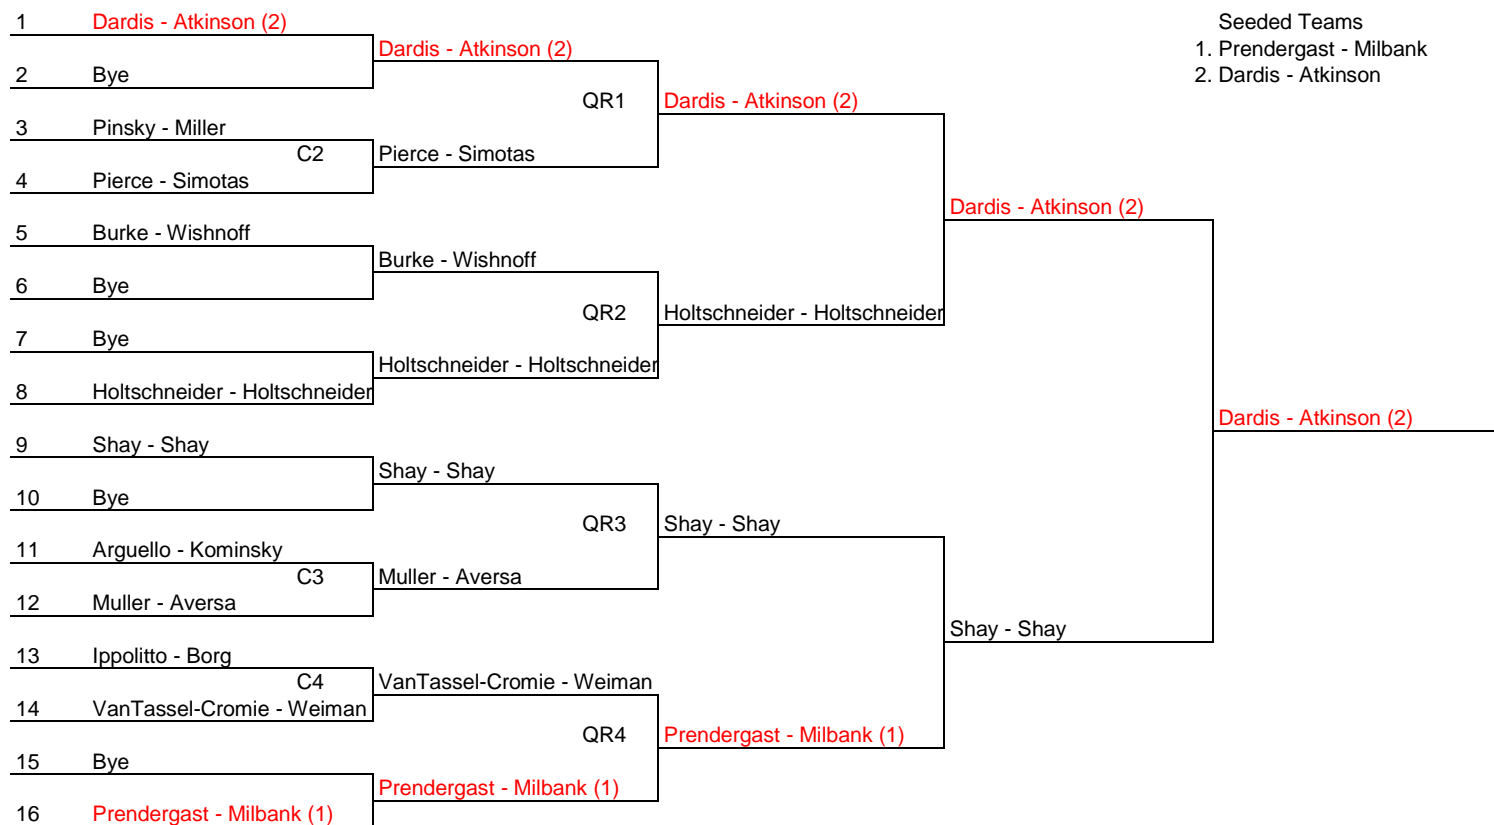 1 Dardis - Atkinson (2)
Seeded Teams
Dardis - Atkinson (2)
1. Prendergast - Milbank
2 Bye
2. Dardis - Atkinson
QR1 Dardis - Atkinson (2)
3 Pinsky - Miller
C2 Pierce - Simotas
4 Pierce - Simotas
Dardis - Atkinson (2)
5 Burke - Wishnoff
Burke - Wishnoff
6 Bye
QR2 Holtschneider - Holtschneider
7 Bye
Holtschneider - Holtschneider
8 Holtschneider - Holtschneider
Dardis - Atkinson (2)
9 Shay - Shay
Shay - Shay
10 Bye
QR3 Shay - Shay
11 Arguello - Kominsky
C3 Muller - Aversa
12 Muller - Aversa
Shay - Shay
13 Ippolitto - Borg
C4 VanTassel-Cromie - Weiman
14 VanTassel-Cromie - Weiman
QR4 Prendergast - Milbank (1)
15 Bye
Prendergast - Milbank (1)
16 Prendergast - Milbank (1)